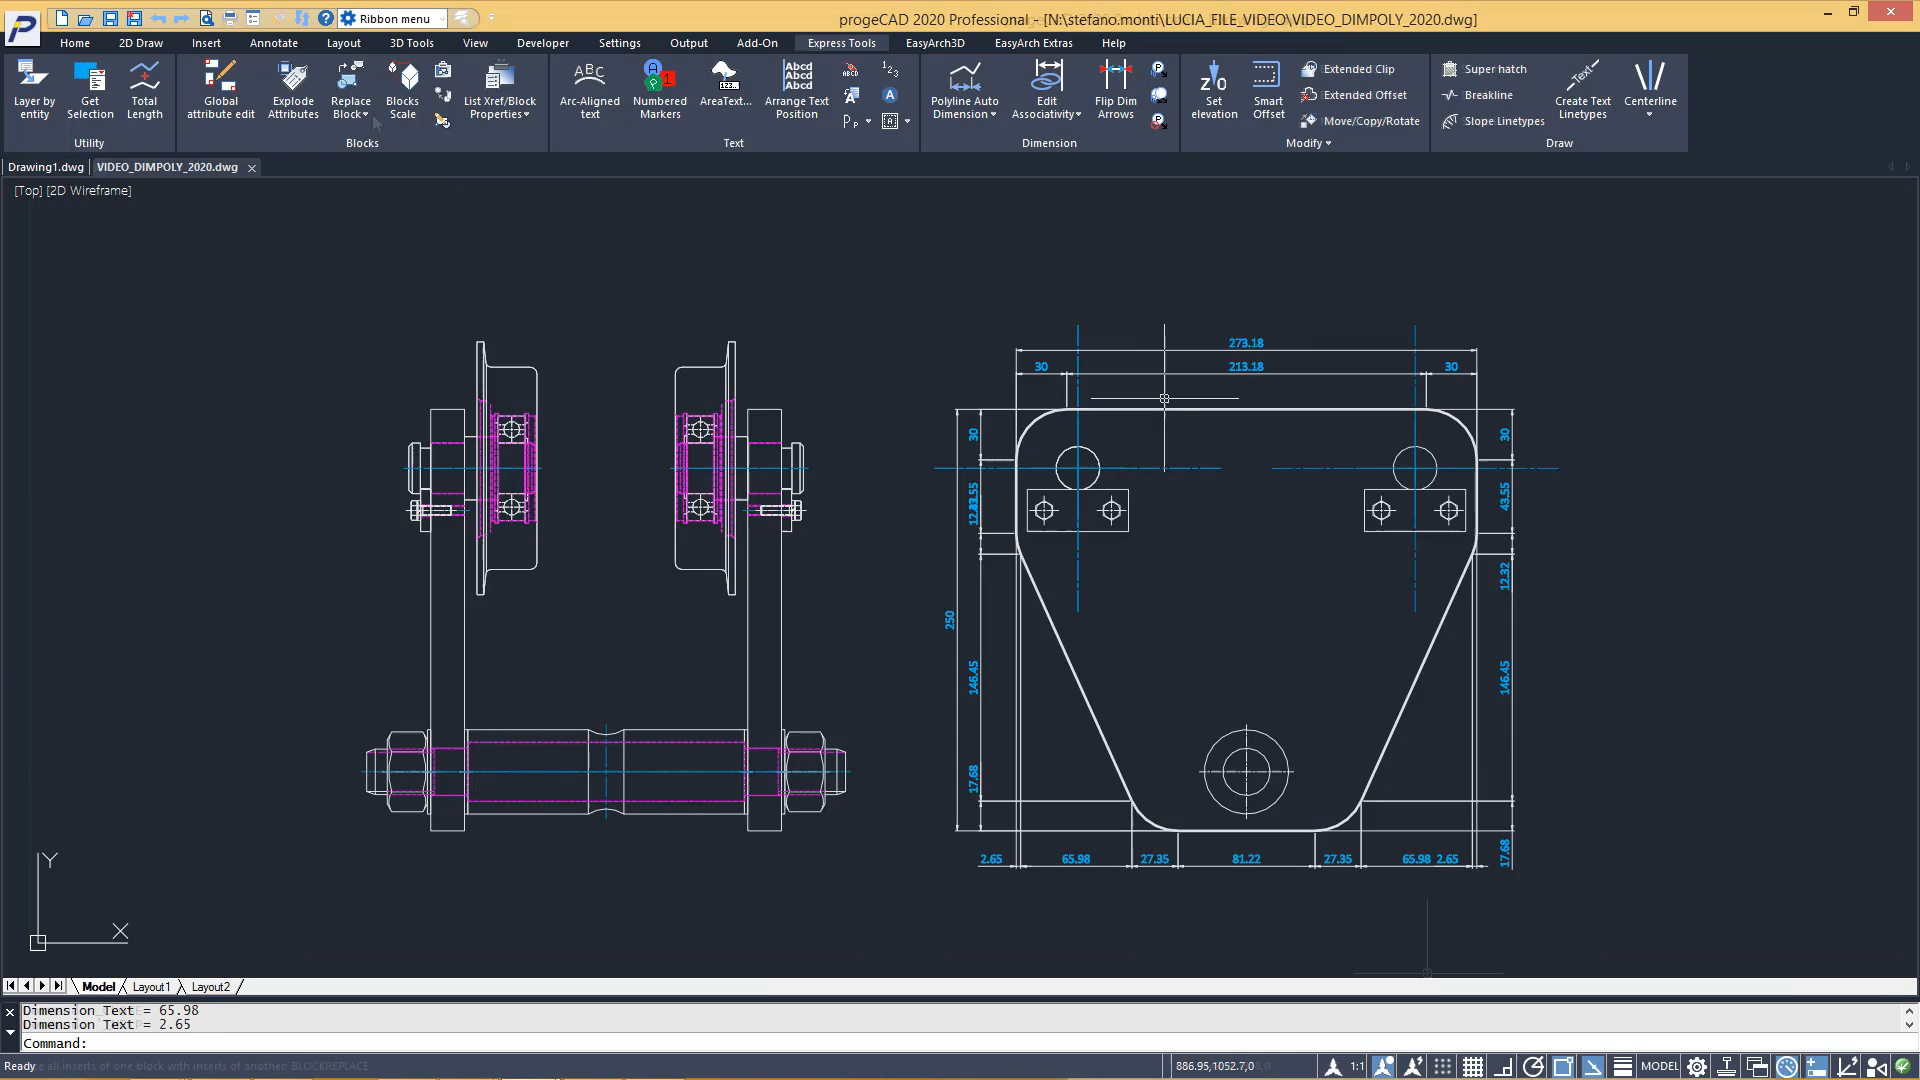 Ribbon menu
progeCAD 2020 Professional - [N:\stefano.monti\LUCIA_FILE_VIDEO\VIDEO_DIMPOLY_2020.dwg]
Home 2D Draw Insert Annotate Layout 3D Tools View Developer Settings Output Add-On Express Tools EasyArch3D EasyArch Extras Help
Layer by entity
Get Selection
Total Length
Utility
Global attribute edit
Explode Attributes
Replace Block
Blocks Scale
List Xref/Block Properties
Blocks
Arc-Aligned text
Numbered Markers
AreaText...
Arrange Text Position
Text
Polyline Auto Dimension
Edit Associativity
Flip Dim Arrows
Dimension
Set elevation
Smart Offset
Extended Clip
Extended Offset
Move/Copy/Rotate
Modify
Super hatch
Breakline
Slope Linetypes
Create Text Linetypes
Centerline
Draw
Drawing1.dwg VIDEO_DIMPOLY_2020.dwg
[Top] [2D Wireframe]
273.18
30 213.18 30
30 30
43.55
12.32
250
146.45 146.45
17.68
2.65 65.98 27.35 81.22 27.35 65.98 2.65
17.68
Y
X
Model Layout1 Layout2
Dimension Text = 65.98
Dimension Text = 2.65
Command:
Ready
886.95,1052.7,0
1:1
MODEL